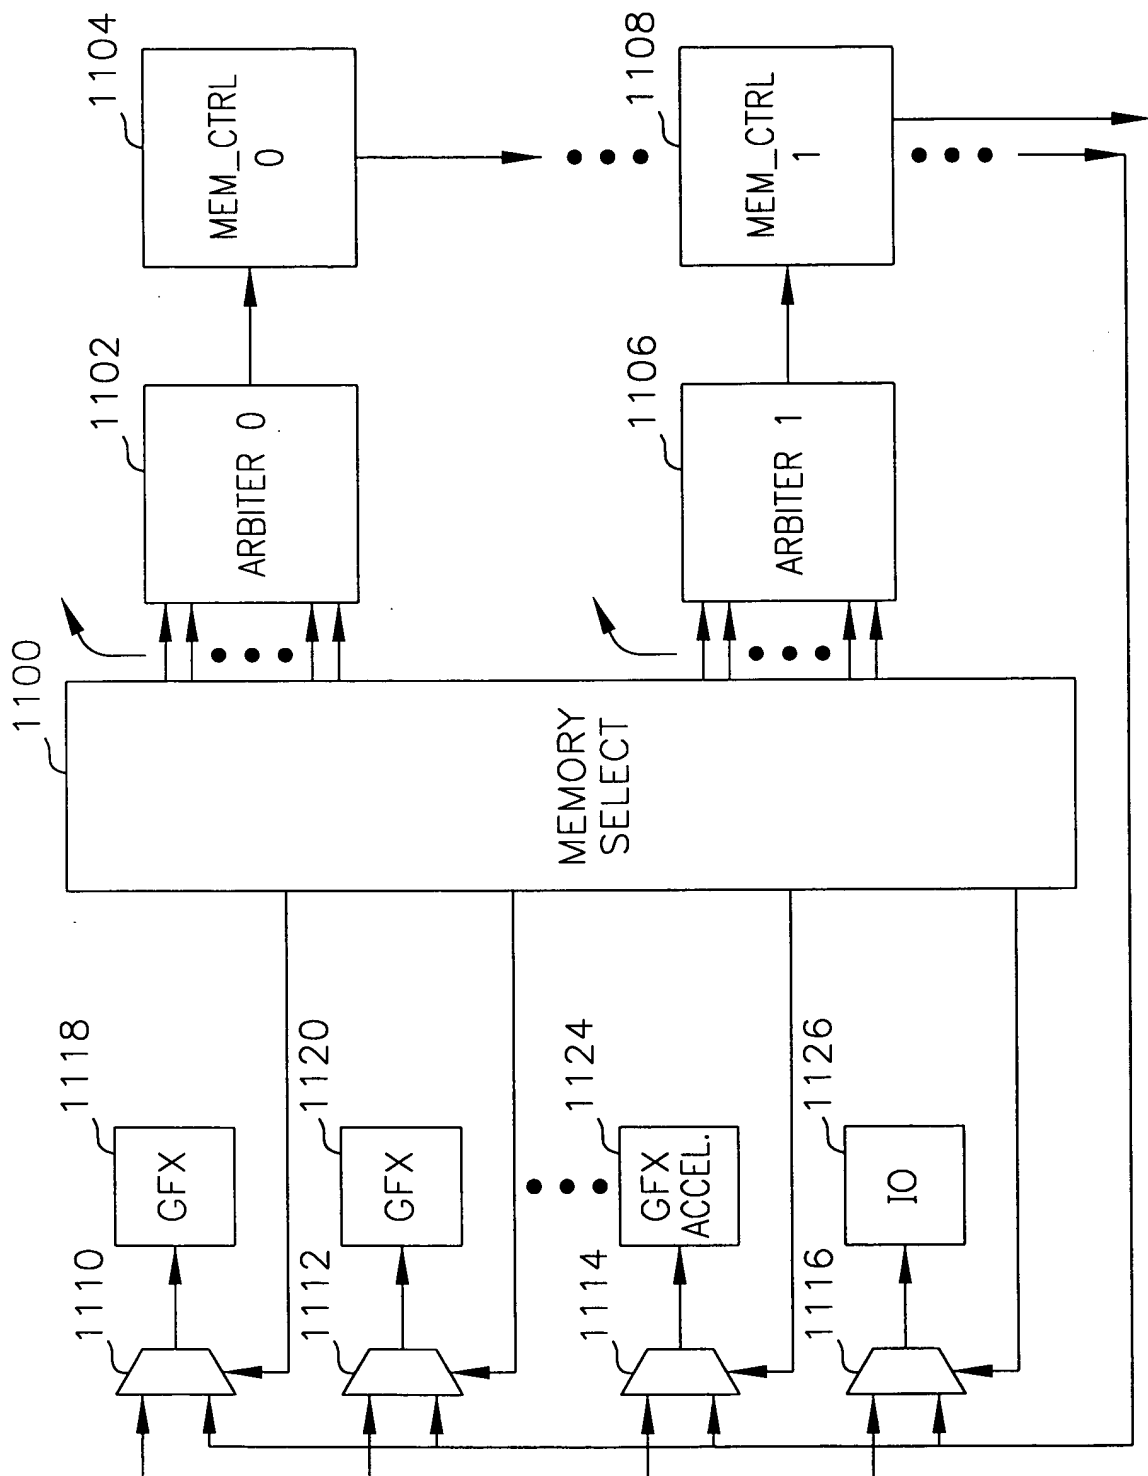 1104
MEM_CTRL
0
1108
MEM_CTRL
1
1102
ARBITER 0
1106
ARBITER 1
1100
MEMORY
SELECT
1118
GFX
1120
GFX
1124
GFX
ACCEL.
1126
IO
1110
1112
1114
1116